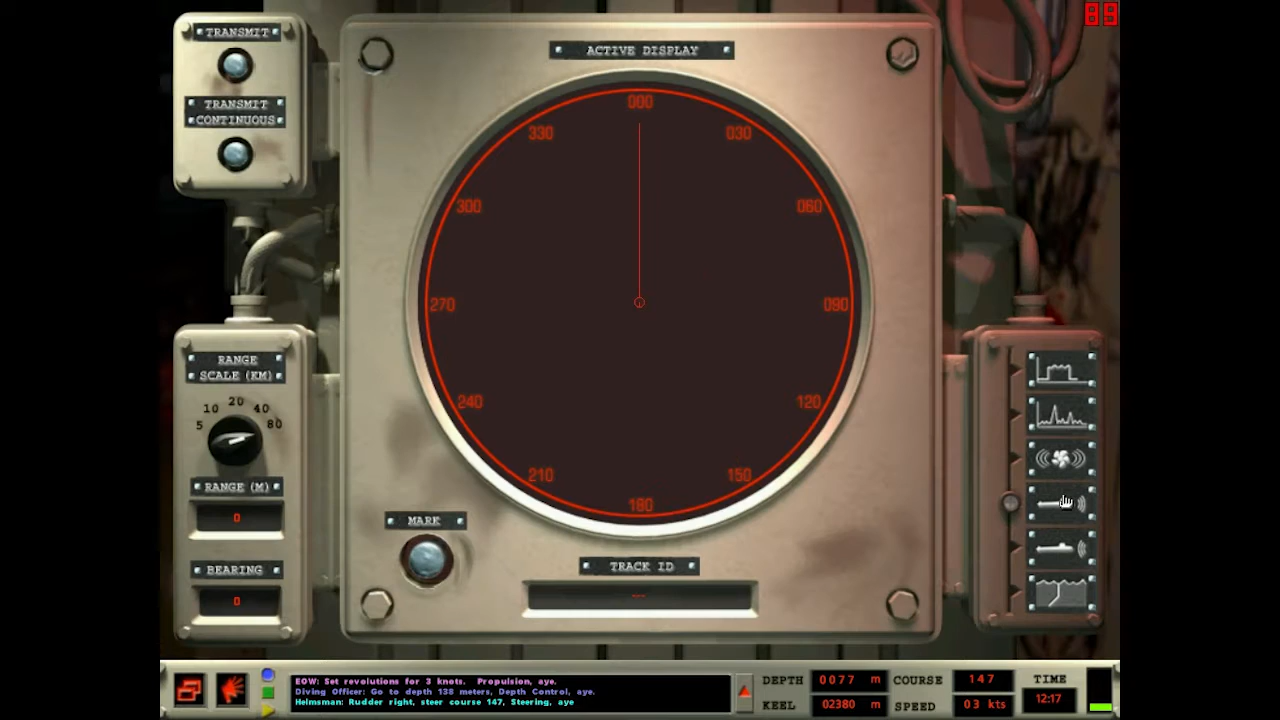 89
TRANSMIT
TRANSMIT
CONTINUOUS
ACTIVE DISPLAY
000
030
060
090
120
150
180
210
240
270
300
330
RANGE
SCALE (KM)
5 10 20 40 80
RANGE (M)
0
BEARING
0
MARK
TRACK ID
---
EOW: Set revolutions for 3 knots. Propulsion, aye.
Diving Officer: Go to depth 138 meters, Depth Control, aye.
Helmsman: Rudder right, steer course 147, Steering, aye
DEPTH 0077 m
KEEL 02380 m
COURSE 147
SPEED 03 kts
TIME
12:17